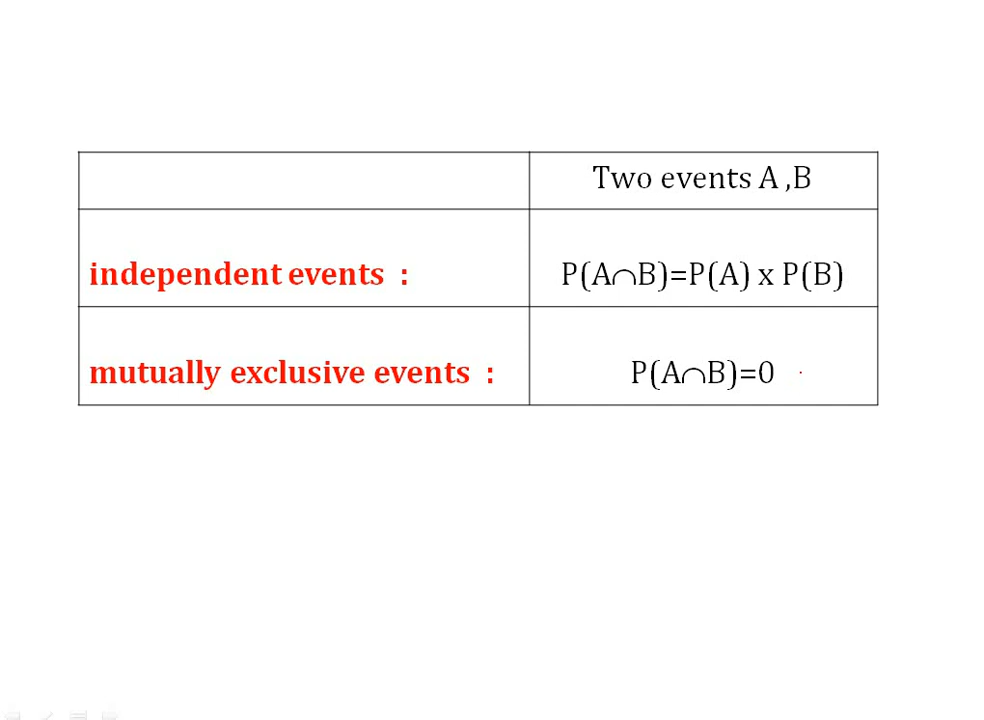 Two events A ,B
independent events :
P(A∩B)=P(A) x P(B)
mutually exclusive events :
P(A∩B)=0